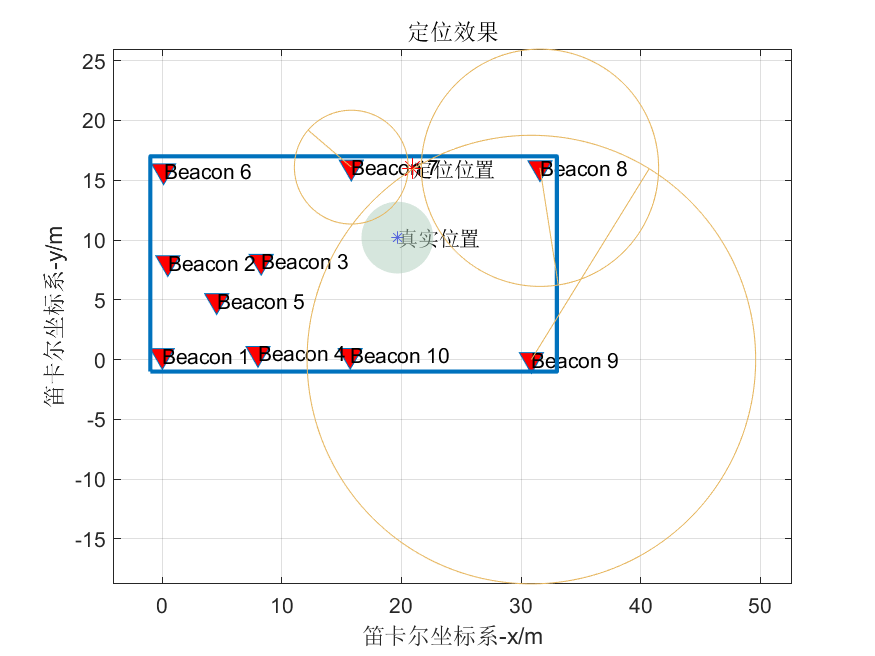 定位效果
25
20
15
10
5
0
-5
-10
-15
笛卡尔坐标系-y/m
Beacon 6
Beacon 7
定位位置
Beacon 8
真实位置
Beacon 2
Beacon 3
Beacon 5
Beacon 1
Beacon 4
Beacon 10
Beacon 9
0
10
20
30
40
50
笛卡尔坐标系-x/m